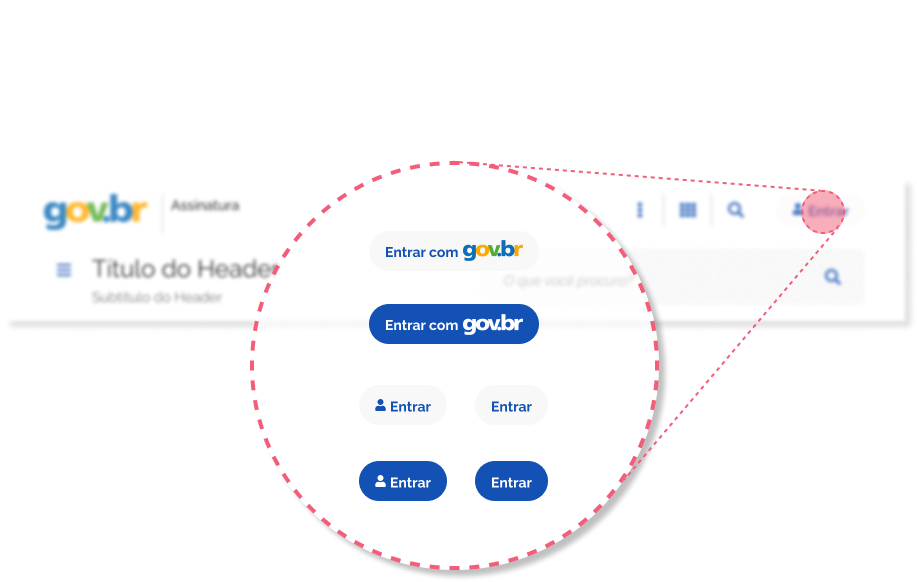 gov.br
Assinatura
Entrar
Título do Header
Subtítulo do Header
O que você procura?
Entrar com gov.br
Entrar com gov.br
Entrar
Entrar
Entrar
Entrar